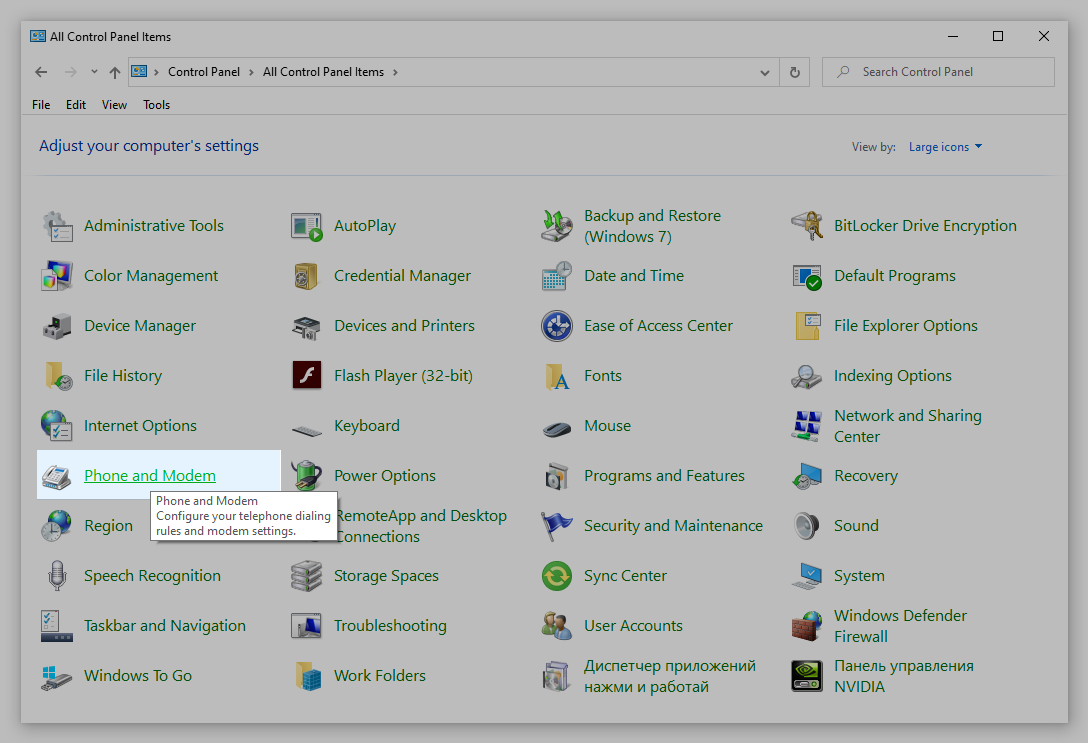 All Control Panel Items
Control Panel > All Control Panel Items >
Search Control Panel
File Edit View Tools
Adjust your computer's settings
View by: Large icons
Administrative Tools
AutoPlay
Backup and Restore
(Windows 7)
BitLocker Drive Encryption
Color Management
Credential Manager
Date and Time
Default Programs
Device Manager
Devices and Printers
Ease of Access Center
File Explorer Options
File History
Flash Player (32-bit)
Fonts
Indexing Options
Internet Options
Keyboard
Mouse
Network and Sharing
Center
Phone and Modem
Power Options
Programs and Features
Recovery
Phone and Modem
Configure your telephone dialing
rules and modem settings.
Region
RemoteApp and Desktop
Connections
Security and Maintenance
Sound
Speech Recognition
Storage Spaces
Sync Center
System
Taskbar and Navigation
Troubleshooting
User Accounts
Windows Defender
Firewall
Windows To Go
Work Folders
Диспетчер приложений
нажми и работай
Панель управления
NVIDIA